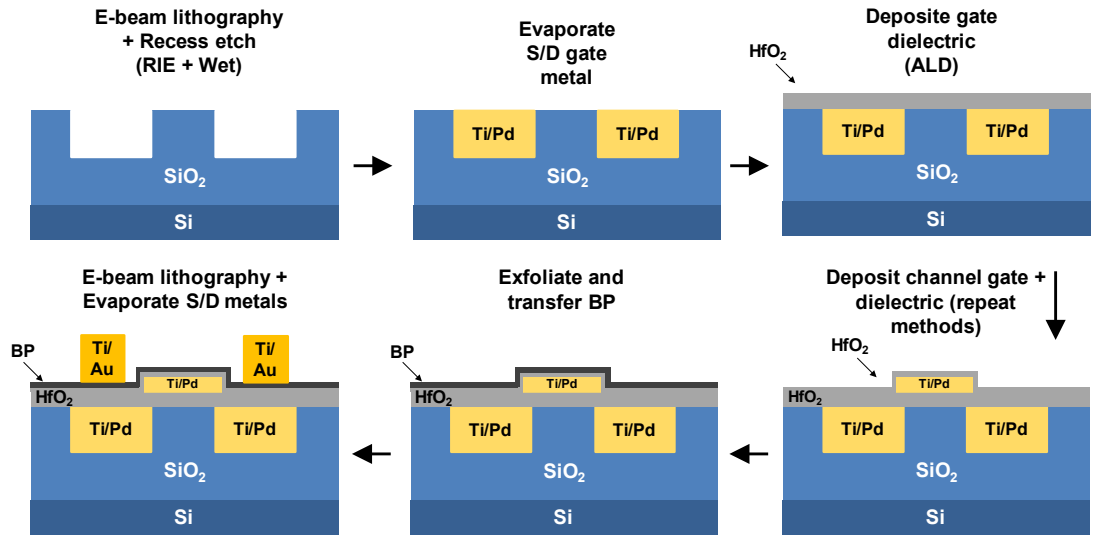 E-beam lithography
+ Recess etch
(RIE + Wet)
SiO2
Si
Evaporate
S/D gate
metal
Ti/Pd
Ti/Pd
SiO2
Si
Deposite gate
dielectric
(ALD)
HfO2
Ti/Pd
Ti/Pd
SiO2
Si
E-beam lithography +
Evaporate S/D metals
BP
Ti/
Au
Ti/
Au
Ti/Pd
HfO2
Ti/Pd
Ti/Pd
SiO2
Si
Exfoliate and
transfer BP
BP
Ti/Pd
HfO2
Ti/Pd
Ti/Pd
SiO2
Si
Deposit channel gate +
dielectric (repeat
methods)
HfO2
Ti/Pd
HfO2
Ti/Pd
Ti/Pd
SiO2
Si